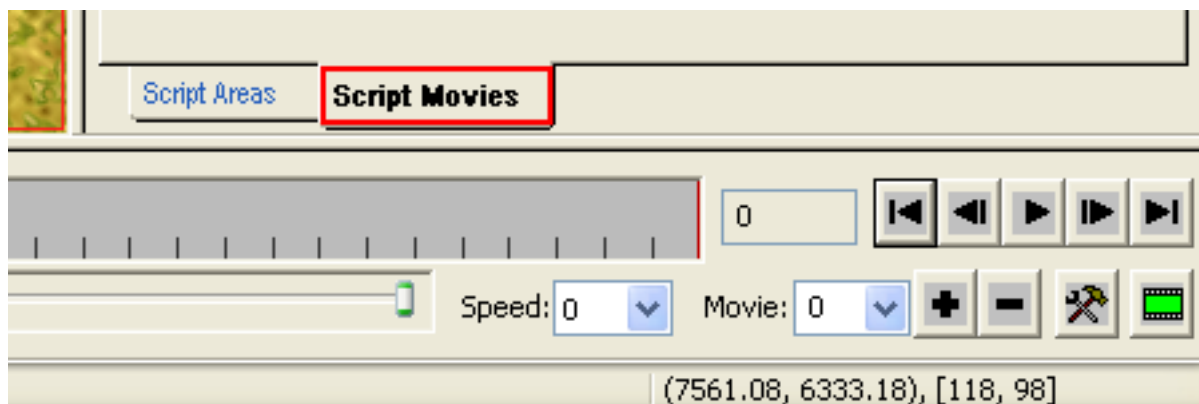 Script Areas Script Movies
0
Speed: 0 Movie: 0
(7561.08, 6333.18), [118, 98]